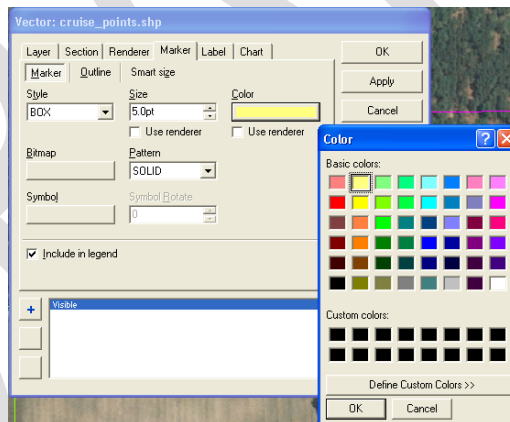 Vector: cruise_points.shp
Layer Section Renderer Marker Label Chart
OK
Marker Outline Smart size
Apply
Style Size Color
BOX 5.0pt
Cancel
Use renderer Use renderer
Bitmap Pattern
SOLID
Symbol Symbol Rotate
0
Include in legend
+ Visible
Color
? X
Basic colors:
Custom colors:
Define Custom Colors >>
OK Cancel